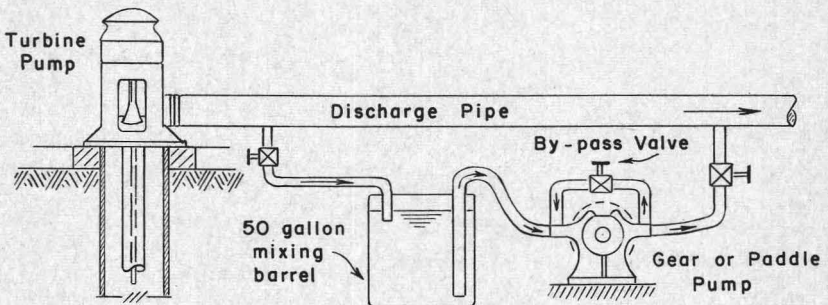 Turbine
Pump
Discharge Pipe
By-pass Valve
50 gallon
mixing
barrel
Gear or Paddle
Pump